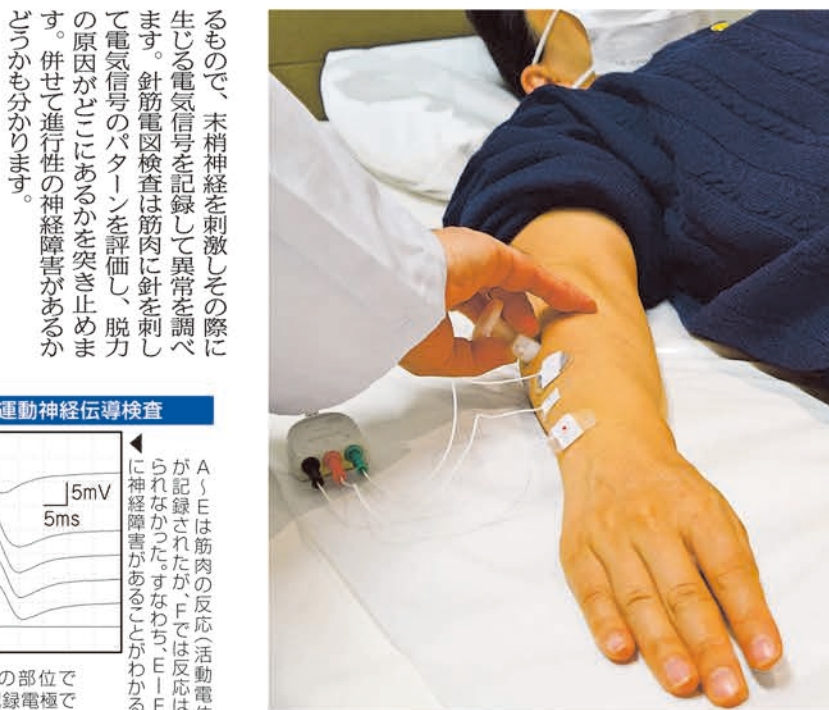 るもので、末梢神経を刺激しその際に
生じる電気信号を記録して異常を調べ
ます。針筋電図検査は筋肉に針を刺し
て電気信号のパターンを評価し、脱力
の原因がどこにあるかを突き止めま
す。併せて進行性の神経障害があるか
どうかも分かります。
運動神経伝導検査
5mV
5ms
◀
A～Eは筋肉の反応(活動電位
が記録されたが、Fでは反応は
られなかった。すなわち、E―F
に神経障害があることがわかる
の部位で
録電極で